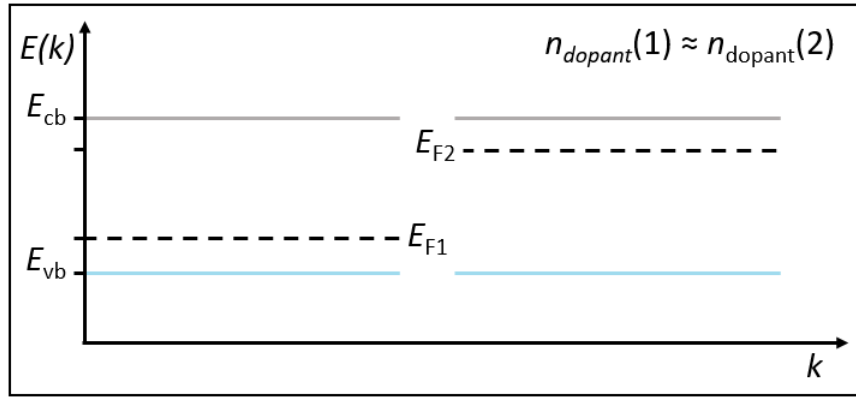 E(k)
n_dopant(1) ≈ n_dopant(2)
E_cb
E_F2
E_F1
E_vb
k